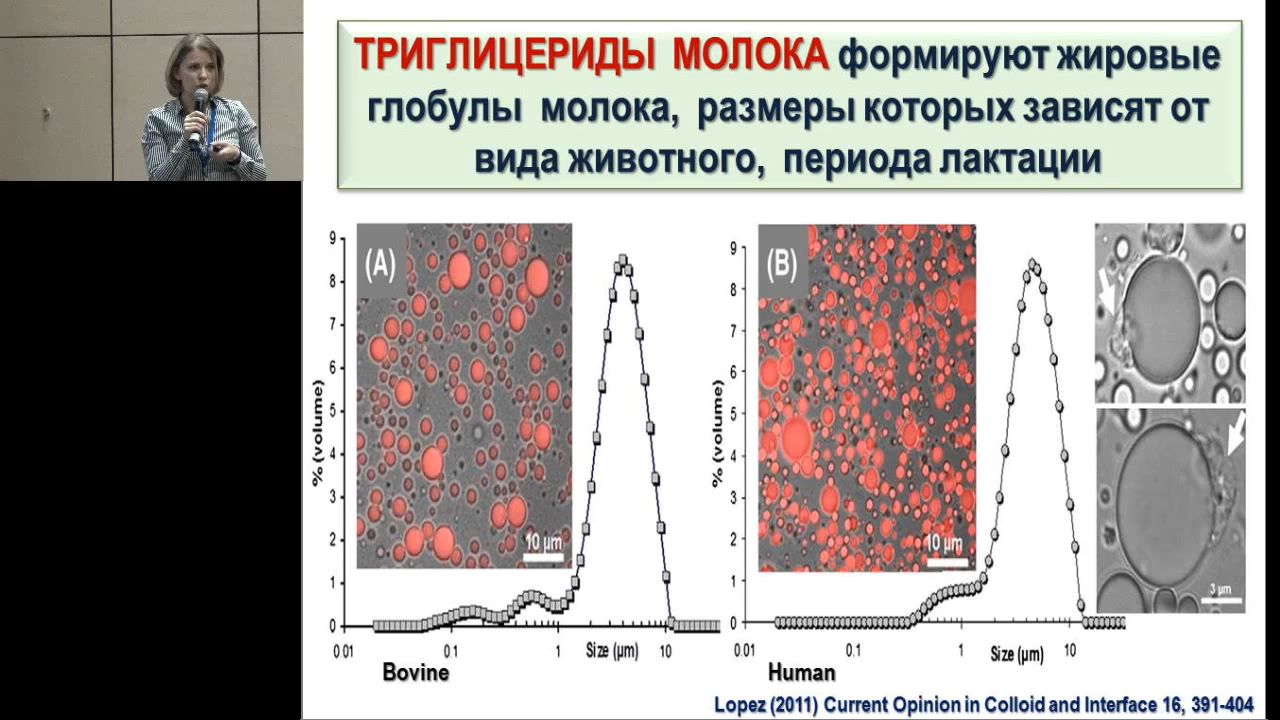 ТРИГЛИЦЕРИДЫ МОЛОКА формируют жировые
глобулы молока, размеры которых зависят от
вида животного, периода лактации
(A)
10 µm
% (volume)
9
8
7
6
5
4
3
2
1
0
0.01
0.1
1
Size (µm)
10
Bovine
(B)
10 µm
% (volume)
9
8
7
6
5
4
3
2
1
0
0.01
0.1
1
Size (µm)
10
Human
3 µm
Lopez (2011) Current Opinion in Colloid and Interface 16, 391-404